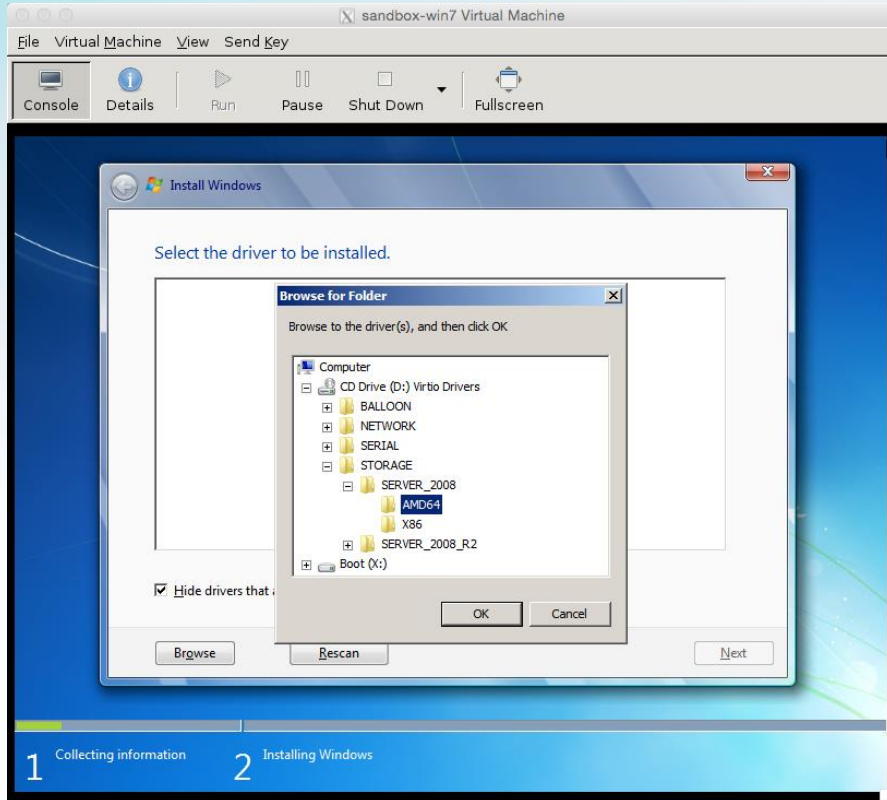 sandbox-win7 Virtual Machine
File Virtual Machine View Send Key
Console Details Run Pause Shut Down Fullscreen
Install Windows
Select the driver to be installed.
Browse for Folder
Browse to the driver(s), and then click OK
Computer
CD Drive (D:) Virtio Drivers
BALLOON
NETWORK
SERIAL
STORAGE
SERVER_2008
AMD64
X86
SERVER_2008_R2
Boot (X:)
Hide drivers that
OK Cancel
Browse Rescan Next
1 Collecting information 2 Installing Windows